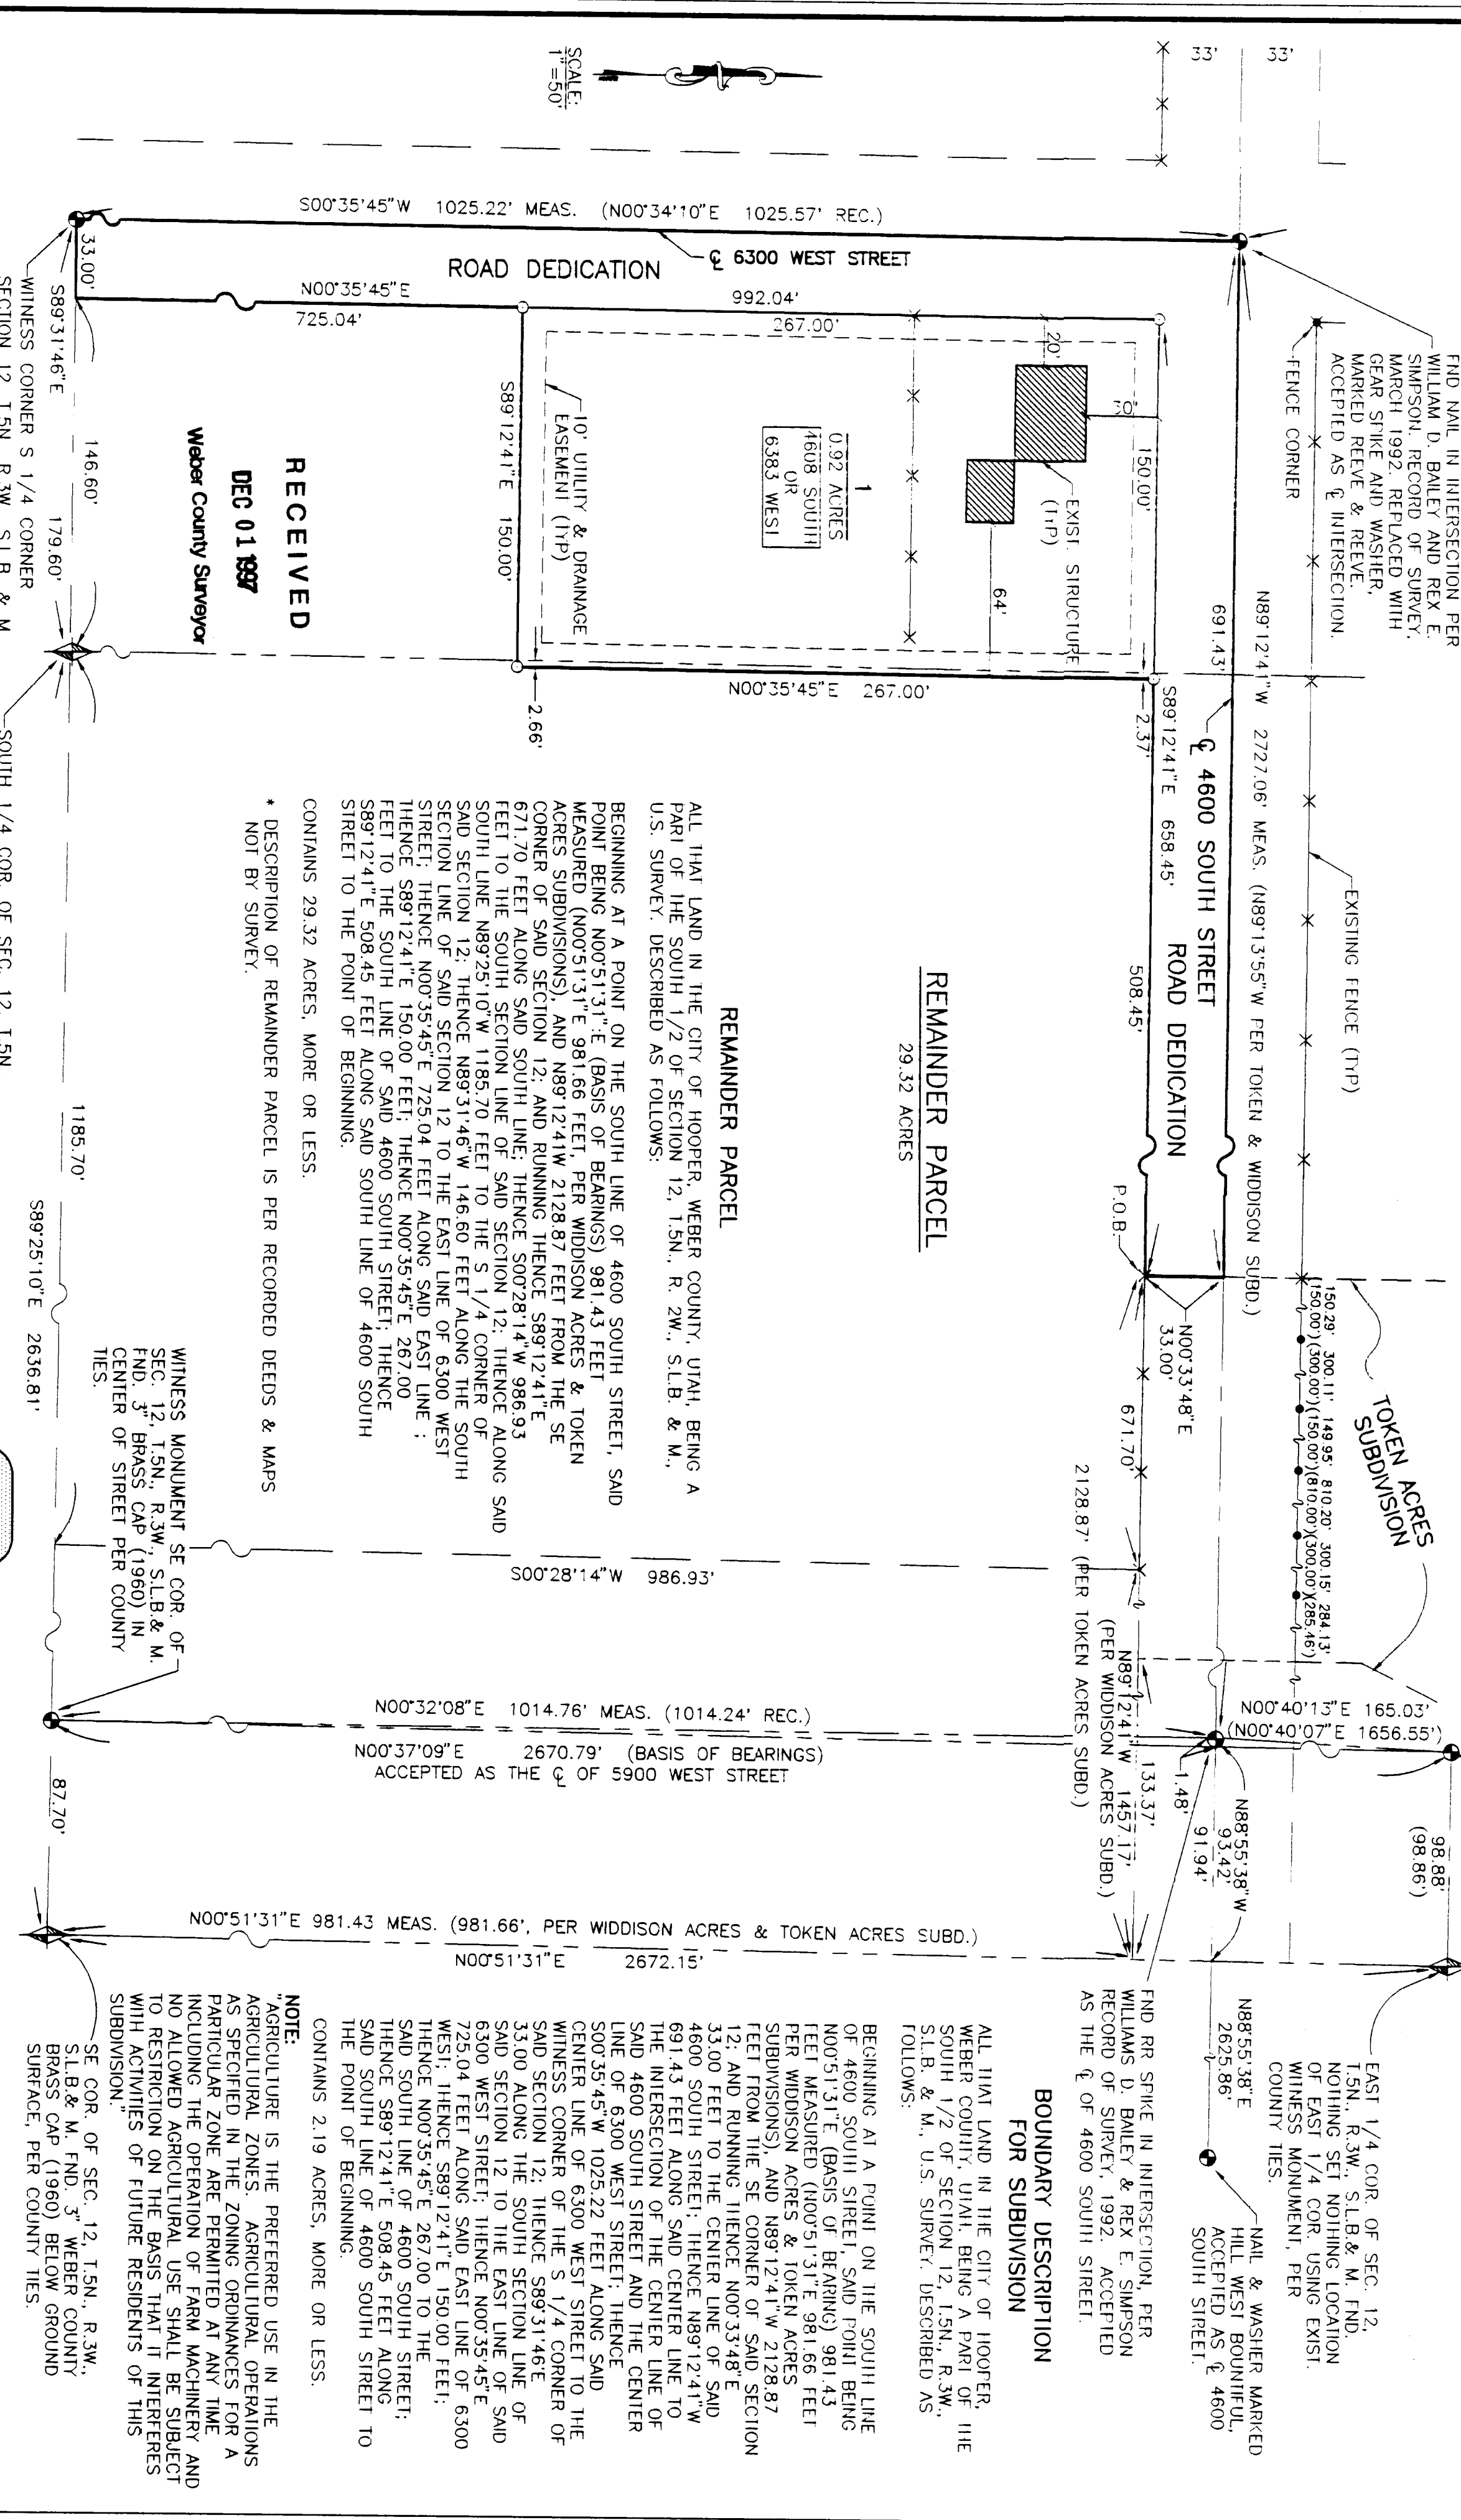 FND NAIL IN INTERSECTION PER
WILLIAM D. BAILEY AND REX E.
SIMPSON. RECORD OF SURVEY,
MARCH 1992. REPLACED WITH
GEAR SPIKE AND WASHER,
MARKED REEVE & REEVE.
ACCEPTED AS ℄ INTERSECTION.
FENCE CORNER
33'
33'
SCALE:
1"=50'
EXISTING FENCE (TYP)
TOKEN ACRES
SUBDIVISION
150.29' 300.11' 149.95' 810.20' 300.15' 284.13'
(150.00')(300.00')(150.00')(810.00')(300.00')(285.46')
N00°40'13"E 165.03'
(N00°40'07"E 1656.55')
98.88'
(98.86')
EAST 1/4 COR. OF SEC. 12,
T.5N., R.3W., S.L.B.& M. FND.
NOTHING SET NOTHING LOCATION
OF EAST 1/4 COR. USING EXIST.
WITNESS MONUMENT, PER
COUNTY TIES.
N88°55'38"E
2625.86'
NAIL & WASHER MARKED
HILL WEST BOUNTIFUL,
ACCEPTED AS ℄ 4600
SOUTH STREET.
N89°12'41"W 2727.06' MEAS. (N89°13'55"W PER TOKEN & WIDDISON SUBD.)
691.43'
℄ 4600 SOUTH STREET
ROAD DEDICATION
S89°12'41"E 658.45'
2.37'
508.45'
P.O.B.
N00°33'48"E
33.00'
671.70'
2128.87' (PER TOKEN ACRES SUBD.)
N89°12'41"W 1457.17'
(PER WIDDISON ACRES SUBD.)
133.37'
1.48'
N88°55'38"W
93.42'
91.94'
FND RR SPIKE IN INTERSECTION, PER
WILLIAMS D. BAILEY & REX E. SIMPSON
RECORD OF SURVEY, 1992. ACCEPTED
AS THE ℄ OF 4600 SOUTH STREET.
S00°35'45"W 1025.22' MEAS. (N00°34'10"E 1025.57' REC.)
℄ 6300 WEST STREET
ROAD DEDICATION
N00°35'45"E
725.04'
992.04'
267.00'
20'
30'
150.00'
EXIST. STRUCTURE
(TYP)
64'
1
0.92 ACRES
4608 SOUTH
OR
6383 WEST
10' UTILITY & DRAINAGE
EASEMENT (TYP)
S89°12'41"E 150.00'
N00°35'45"E 267.00'
2.66'
RECEIVED
DEC 01 1997
Weber County Surveyor
33.00'
S89°31'46"E
146.60'
179.60'
WITNESS CORNER S 1/4 CORNER
SECTION 12 T.5N R.3W S.L.B. & M
SOUTH 1/4 COR. OF SEC. 12, T.5N
1185.70'
S89°25'10"E 2636.81'
REMAINDER PARCEL
29.32 ACRES
REMAINDER PARCEL
ALL THAT LAND IN THE CITY OF HOOPER, WEBER COUNTY, UTAH, BEING A
PART OF THE SOUTH 1/2 OF SECTION 12, T.5N., R. 2W., S.L.B. & M.,
U.S. SURVEY. DESCRIBED AS FOLLOWS:
BEGINNING AT A POINT ON THE SOUTH LINE OF 4600 SOUTH STREET, SAID
POINT BEING N00°51'31":E (BASIS OF BEARINGS) 981.43 FEET
MEASURED (N00°51'31"E 981.66 FEET, PER WIDDISON ACRES & TOKEN
ACRES SUBDIVISIONS), AND N89°12'41W 2128.87 FEET FROM THE SE
CORNER OF SAID SECTION 12; AND RUNNING THENCE S89°12'41"E
671.70 FEET ALONG SAID SOUTH LINE; THENCE S00°28'14"W 986.93
FEET TO THE SOUTH SECTION LINE OF SAID SECTION 12; THENCE ALONG SAID
SOUTH LINE N89°25'10"W 1185.70 FEET TO THE S 1/4 CORNER OF
SAID SECTION 12; THENCE N89°31'46"W 146.60 FEET ALONG THE SOUTH
SECTION LINE OF SAID SECTION 12 TO THE EAST LINE OF 6300 WEST
STREET; THENCE N00°35'45"E 725.04 FEET ALONG SAID EAST LINE ;
THENCE S89°12'41"E 150.00 FEET; THENCE N00°35'45"E 267.00
FEET TO THE SOUTH LINE OF SAID 4600 SOUTH STREET; THENCE
S89°12'41"E 508.45 FEET ALONG SAID SOUTH LINE OF 4600 SOUTH
STREET TO THE POINT OF BEGINNING.
CONTAINS 29.32 ACRES, MORE OR LESS.
* DESCRIPTION OF REMAINDER PARCEL IS PER RECORDED DEEDS & MAPS
NOT BY SURVEY.
S00°28'14"W 986.93'
WITNESS MONUMENT SE COR. OF
SEC. 12, T.5N., R.3W., S.L.B.& M.
FND. 3" BRASS CAP (1960) IN
CENTER OF STREET PER COUNTY
TIES.
N00°32'08"E 1014.76' MEAS. (1014.24' REC.)
N00°37'09"E 2670.79' (BASIS OF BEARINGS)
ACCEPTED AS THE ℄ OF 5900 WEST STREET
87.70'
N00°51'31"E 981.43 MEAS. (981.66', PER WIDDISON ACRES & TOKEN ACRES SUBD.)
N00°51'31"E 2672.15'
BOUNDARY DESCRIPTION
FOR SUBDIVISION
ALL THAT LAND IN THE CITY OF HOOPER,
WEBER COUNTY, UTAH. BEING A PART OF THE
SOUTH 1/2 OF SECTION 12, T.5N., R.3W.,
S.L.B. & M., U.S. SURVEY. DESCRIBED AS
FOLLOWS:
BEGINNING AT A POINT ON THE SOUTH LINE
OF 4600 SOUTH STREET, SAID POINT BEING
N00°51'31"E (BASIS OF BEARING) 981.43
FEET MEASURED (N00°51'31"E 981.66 FEET
PER WIDDISON ACRES & TOKEN ACRES
SUBDIVISIONS), AND N89°12'41"W 2128.87
FEET FROM THE SE CORNER OF SAID SECTION
12; AND RUNNING THENCE N00°33'48"E
33.00 FEET TO THE CENTER LINE OF SAID
4600 SOUTH STREET; THENCE N89°12'41"W
691.43 FEET ALONG SAID CENTER LINE TO
THE INTERSECTION OF THE CENTER LINE OF
SAID 4600 SOUTH STREET AND THE CENTER
LINE OF 6300 WEST STREET; THENCE
S00°35'45"W 1025.22 FEET ALONG SAID
CENTER LINE OF 6300 WEST STREET TO THE
WITNESS CORNER OF THE S 1/4 CORNER OF
SAID SECTION 12; THENCE S89°31'46"E
33.00 ALONG THE SOUTH SECTION LINE OF
SAID SECTION 12 TO THE EAST LINE OF SAID
6300 WEST STREET; THENCE N00°35'45"E
725.04 FEET ALONG SAID EAST LINE OF 6300
WEST; THENCE S89°12'41"E 150.00 FEET;
THENCE N00°35'45"E 267.00 TO THE
SAID SOUTH LINE OF 4600 SOUTH STREET;
THENCE S89°12'41"E 508.45 FEET ALONG
SAID SOUTH LINE OF 4600 SOUTH STREET TO
THE POINT OF BEGINNING.
CONTAINS 2.19 ACRES, MORE OR LESS.
NOTE:
"AGRICULTURE IS THE PREFERRED USE IN THE
AGRICULTURAL ZONES. AGRICULTURAL OPERATIONS
AS SPECIFIED IN THE ZONING ORDINANCES FOR A
PARTICULAR ZONE ARE PERMITTED AT ANY TIME
INCLUDING THE OPERATION OF FARM MACHINERY AND
NO ALLOWED AGRICULTURAL USE SHALL BE SUBJECT
TO RESTRICTION ON THE BASIS THAT IT INTERFERES
WITH ACTIVITIES OF FUTURE RESIDENTS OF THIS
SUBDIVISION."
SE COR. OF SEC. 12, T.5N., R.3W.,
S.L.B.& M. FND. 3" WEBER COUNTY
BRASS CAP (1960) BELOW GROUND
SURFACE, PER COUNTY TIES.